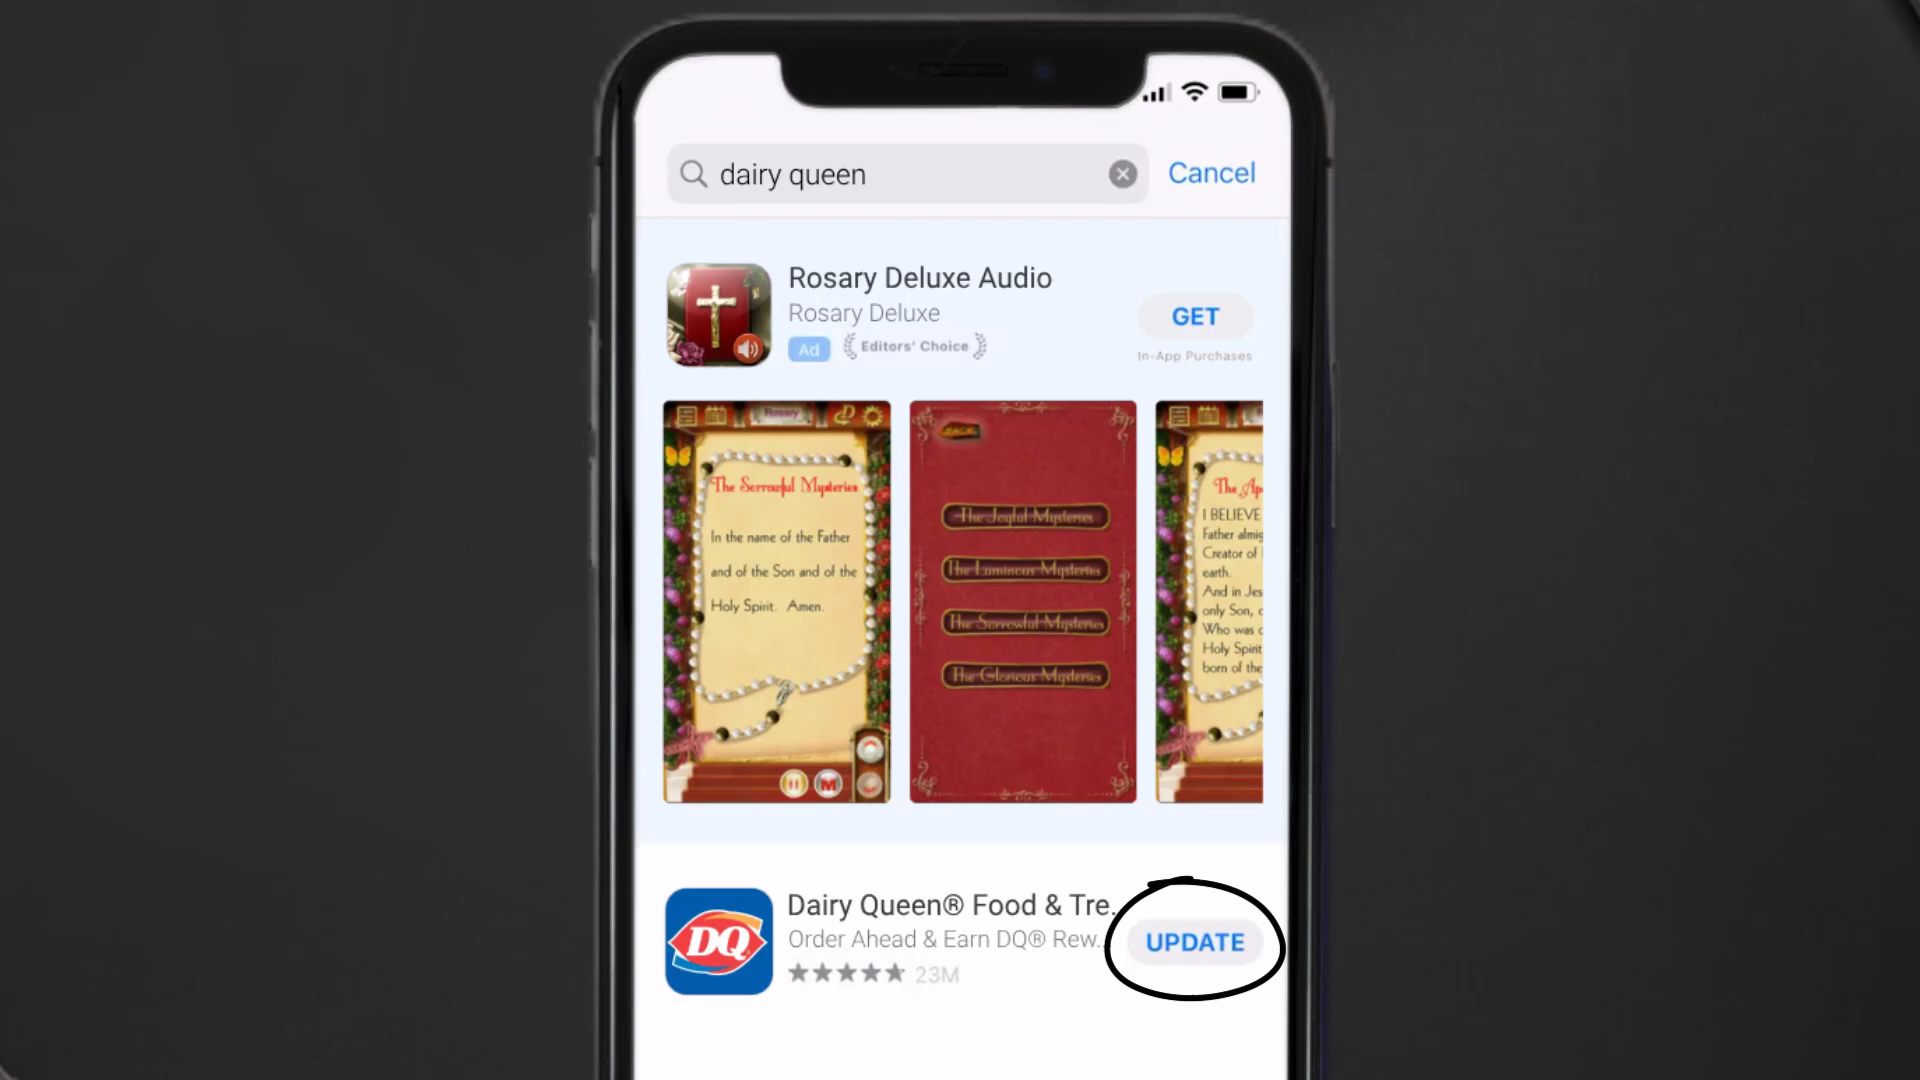 dairy queen
Cancel
Rosary Deluxe Audio
Rosary Deluxe
Ad
Editors' Choice
GET
In-App Purchases
Rosary
The Sorrowful Mysteries
In the name of the Father
and of the Son and of the
Holy Spirit. Amen.
M
BACK
The Joyful Mysteries
The Luminous Mysteries
The Sorrowful Mysteries
The Glorious Mysteries
The Ap
I BELIEVE
Father almig
Creator of
earth.
And in Jes
only Son,
Who was c
Holy Spirit
born of the
DQ
Dairy Queen® Food & Tre.
Order Ahead & Earn DQ® Rew..
23M
UPDATE